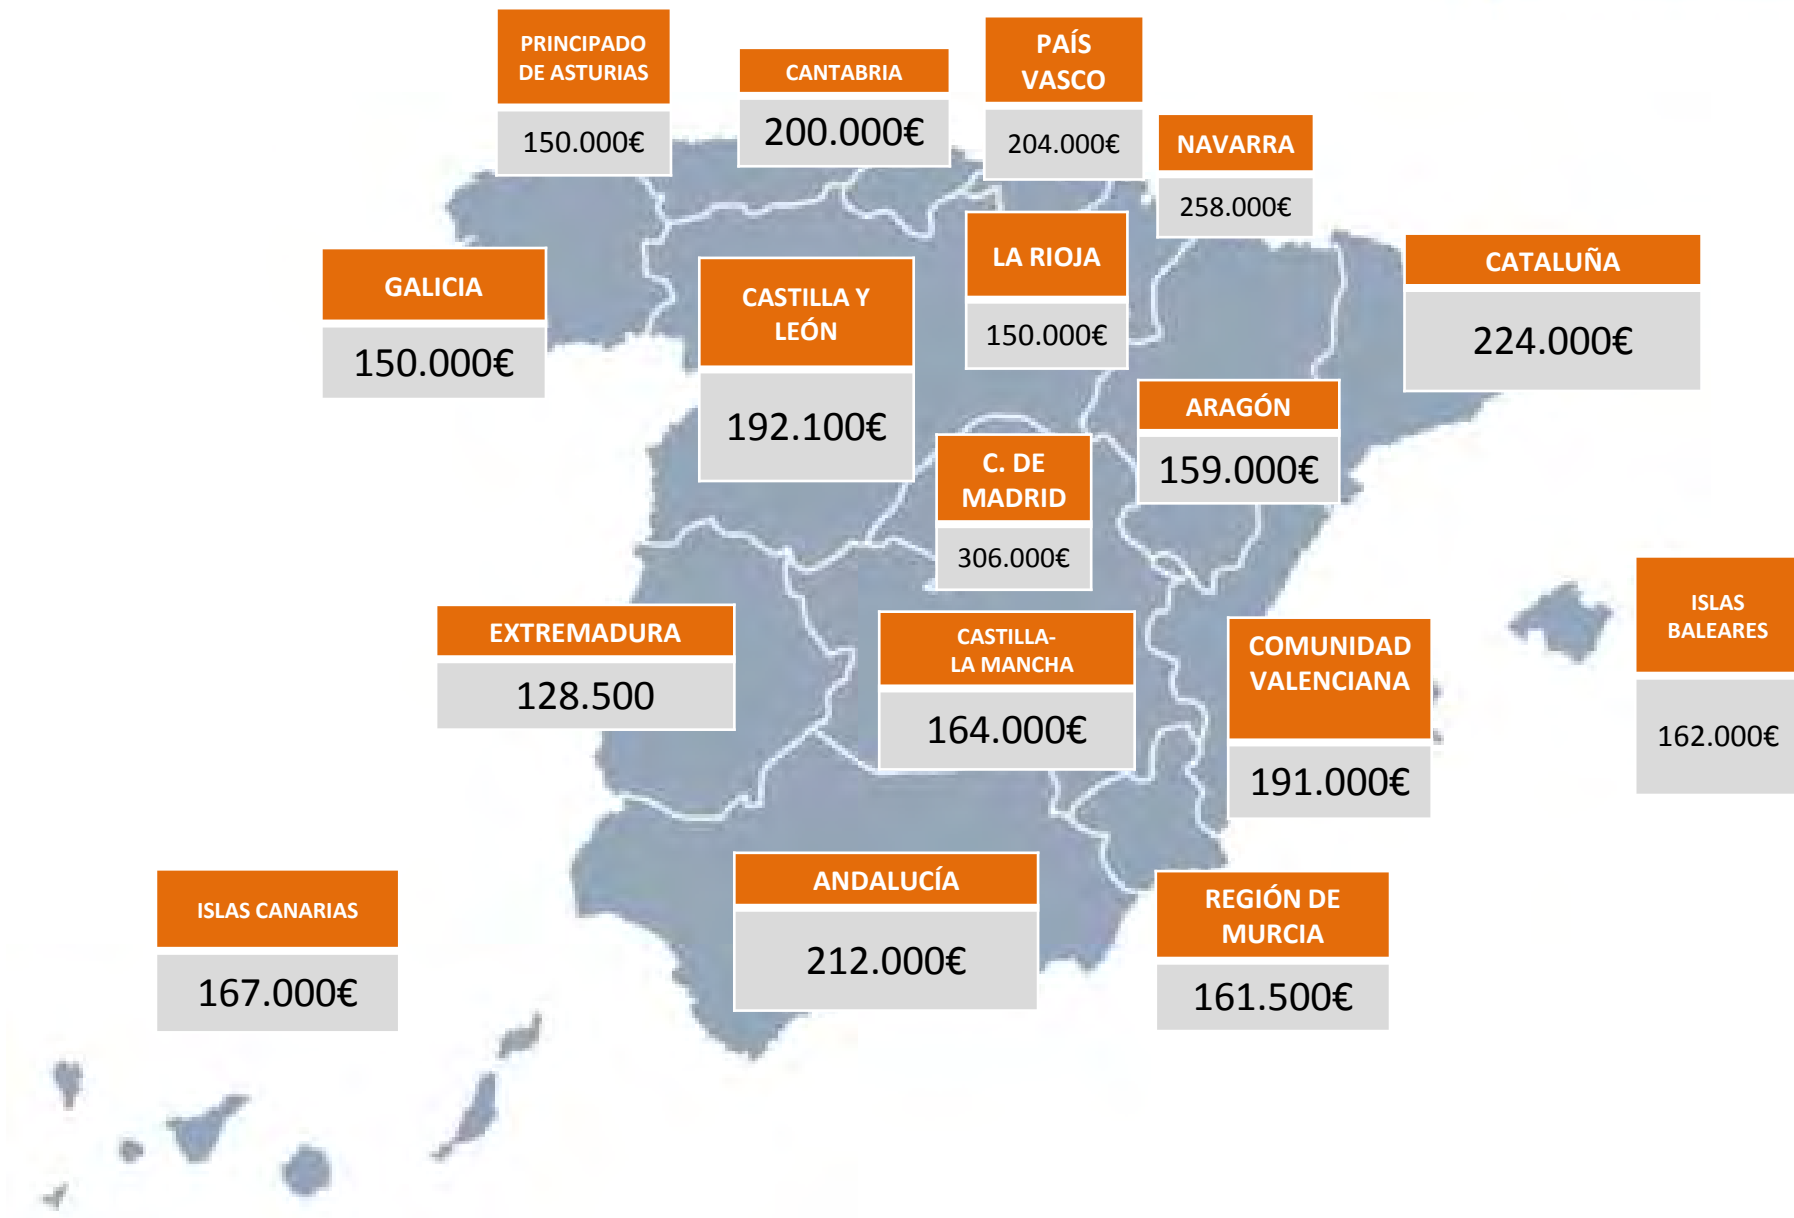 PRINCIPADO
DE ASTURIAS
150.000€
CANTABRIA
200.000€
PAÍS
VASCO
204.000€
NAVARRA
258.000€
GALICIA
150.000€
CASTILLA Y
LEÓN
192.100€
LA RIOJA
150.000€
CATALUÑA
224.000€
ARAGÓN
159.000€
C. DE
MADRID
306.000€
EXTREMADURA
128.500
CASTILLA-
LA MANCHA
164.000€
COMUNIDAD
VALENCIANA
191.000€
ISLAS
BALEARES
162.000€
ISLAS CANARIAS
167.000€
ANDALUCÍA
212.000€
REGIÓN DE
MURCIA
161.500€